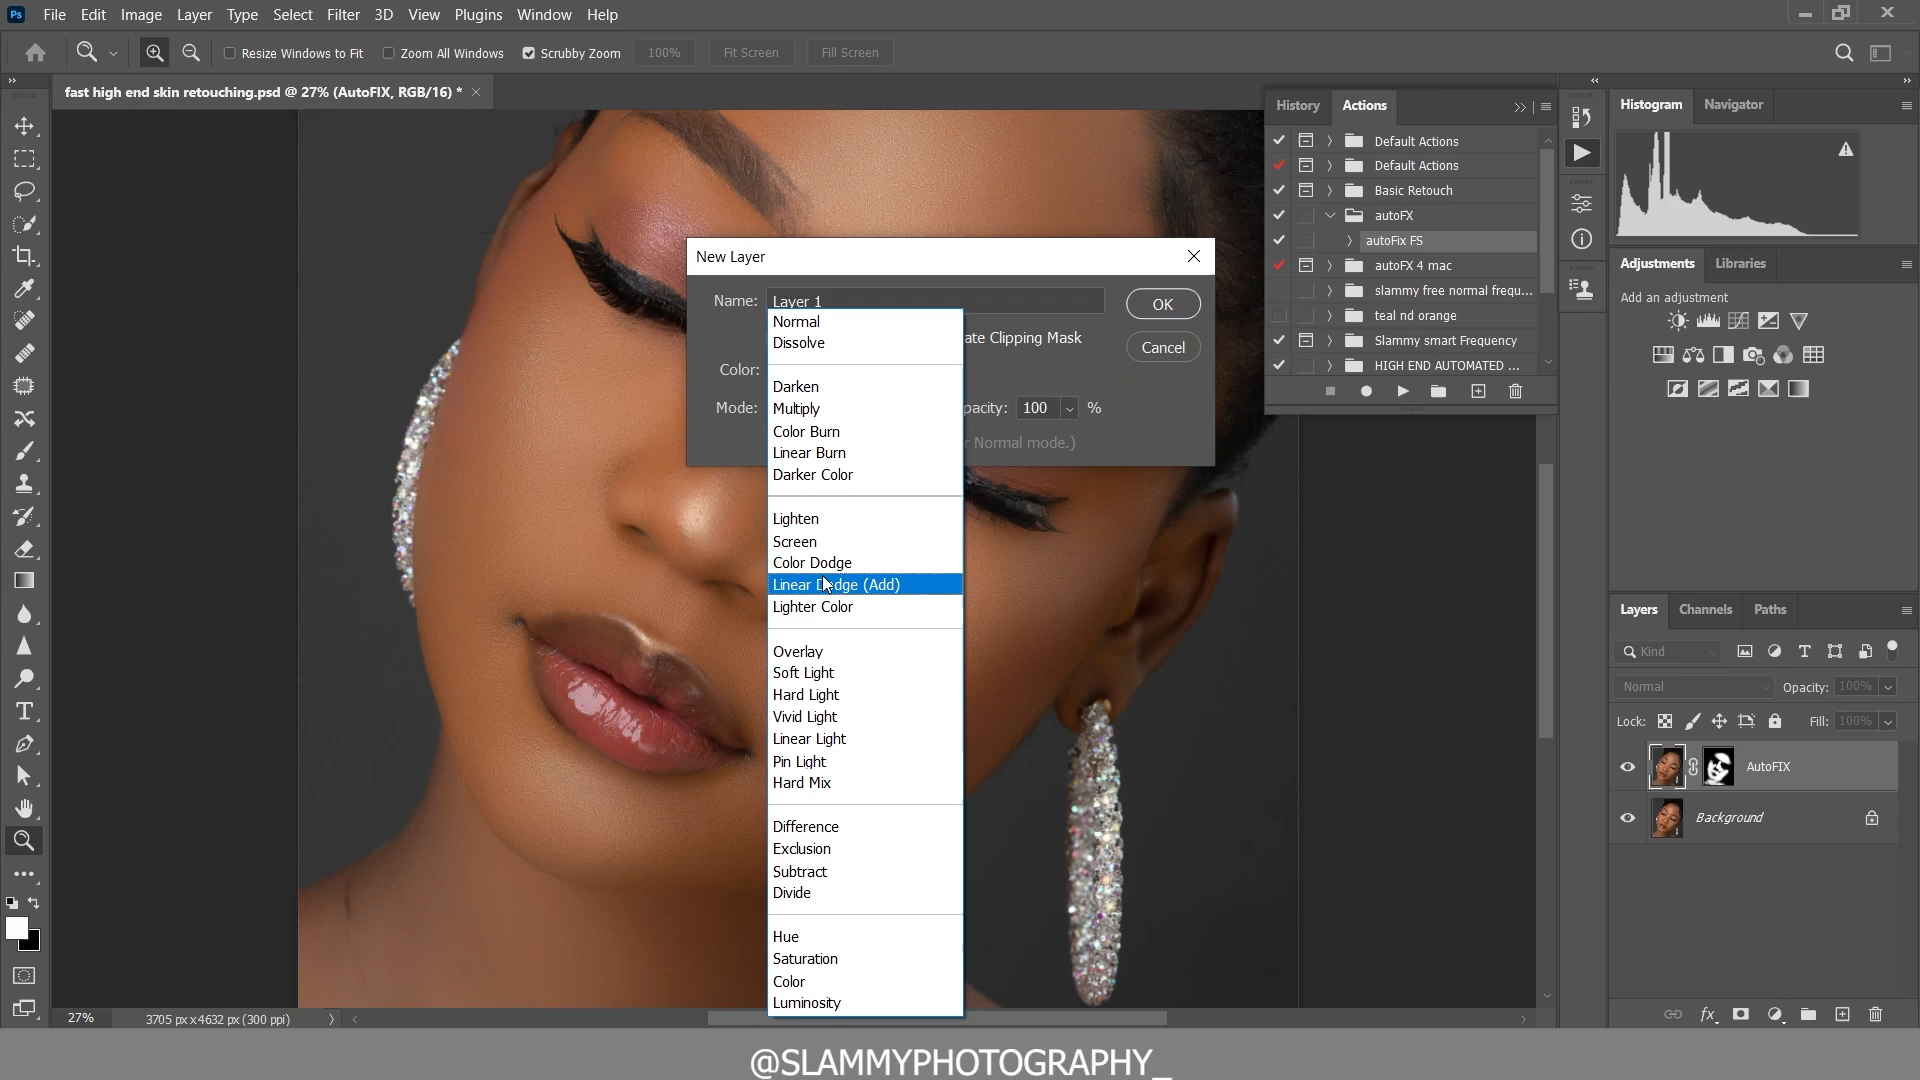 Ps File Edit Image Layer Type Select Filter 3D View Plugins Window Help
Resize Windows to Fit Zoom All Windows Scrubby Zoom 100% Fit Screen Fill Screen
fast high end skin retouching.psd @ 27% (AutoFIX, RGB/16) *
History Actions
Default Actions
Default Actions
Basic Retouch
autoFX
autoFix FS
autoFX 4 mac
slammy free normal frequ...
teal nd orange
Slammy smart Frequency
HIGH END AUTOMATED ...
Histogram Navigator
Adjustments Libraries
Add an adjustment
New Layer
Name: Layer 1 OK
ate Clipping Mask Cancel
Color:
Mode: pacity: 100 %
r Normal mode.)
Normal
Dissolve
Darken
Multiply
Color Burn
Linear Burn
Darker Color
Lighten
Screen
Color Dodge
Linear Dodge (Add)
Lighter Color
Overlay
Soft Light
Hard Light
Vivid Light
Linear Light
Pin Light
Hard Mix
Difference
Exclusion
Subtract
Divide
Hue
Saturation
Color
Luminosity
Layers Channels Paths
Kind
Normal Opacity: 100%
Lock: Fill: 100%
AutoFIX
Background
fx
27% 3705 px x 4632 px (300 ppi)
@SLAMMYPHOTOGRAPHY_